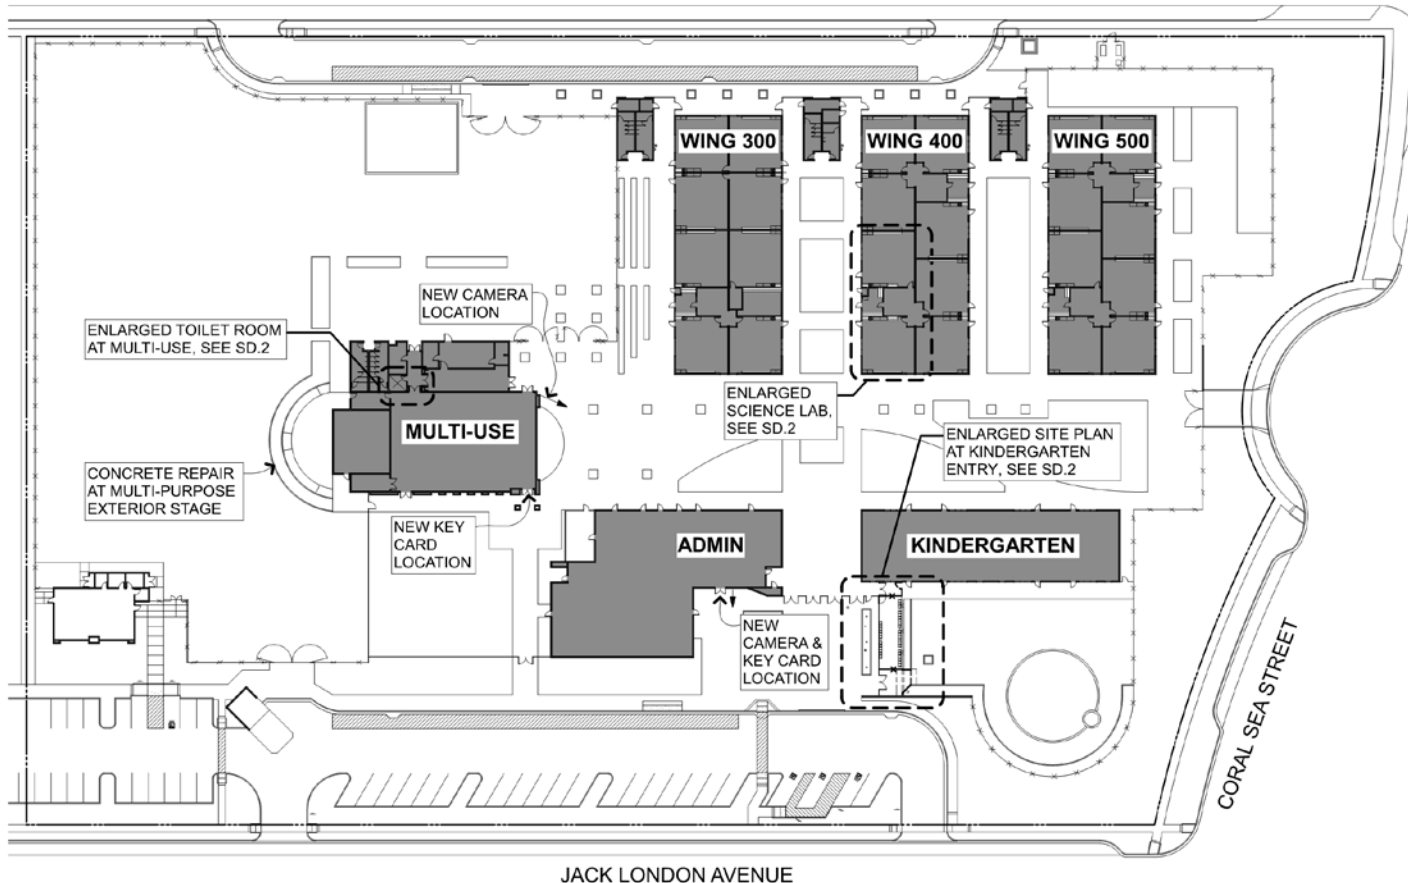 WING 300
WING 400
WING 500
NEW CAMERA
LOCATION
ENLARGED TOILET ROOM
AT MULTI-USE, SEE SD.2
ENLARGED
SCIENCE LAB,
SEE SD.2
MULTI-USE
ENLARGED SITE PLAN
AT KINDERGARTEN
ENTRY, SEE SD.2
CONCRETE REPAIR
AT MULTI-PURPOSE
EXTERIOR STAGE
NEW KEY
CARD
LOCATION
ADMIN
KINDERGARTEN
NEW
CAMERA &
KEY CARD
LOCATION
CORAL SEA STREET
JACK LONDON AVENUE